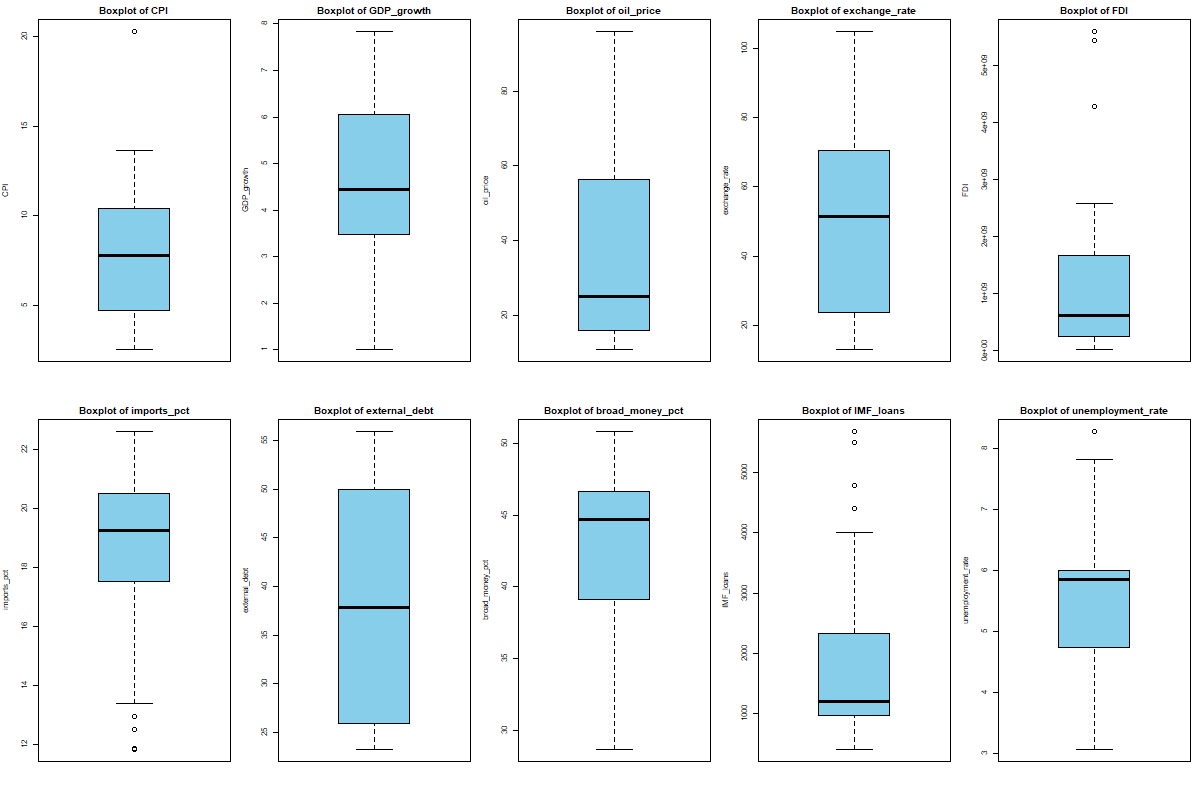 Boxplot of CPI
CPI
20
15
10
5
Boxplot of GDP_growth
GDP_growth
8
7
6
5
4
3
2
1
Boxplot of oil_price
oil_price
80
60
40
20
Boxplot of exchange_rate
exchange_rate
100
80
60
40
20
Boxplot of FDI
FDI
5e+09
4e+09
3e+09
2e+09
1e+09
0e+00
Boxplot of imports_pct
imports_pct
22
20
18
16
14
12
Boxplot of external_debt
external_debt
55
50
45
40
35
30
25
Boxplot of broad_money_pct
broad_money_pct
50
45
40
35
30
Boxplot of IMF_loans
IMF_loans
5000
4000
3000
2000
1000
Boxplot of unemployment_rate
unemployment_rate
8
7
6
5
4
3